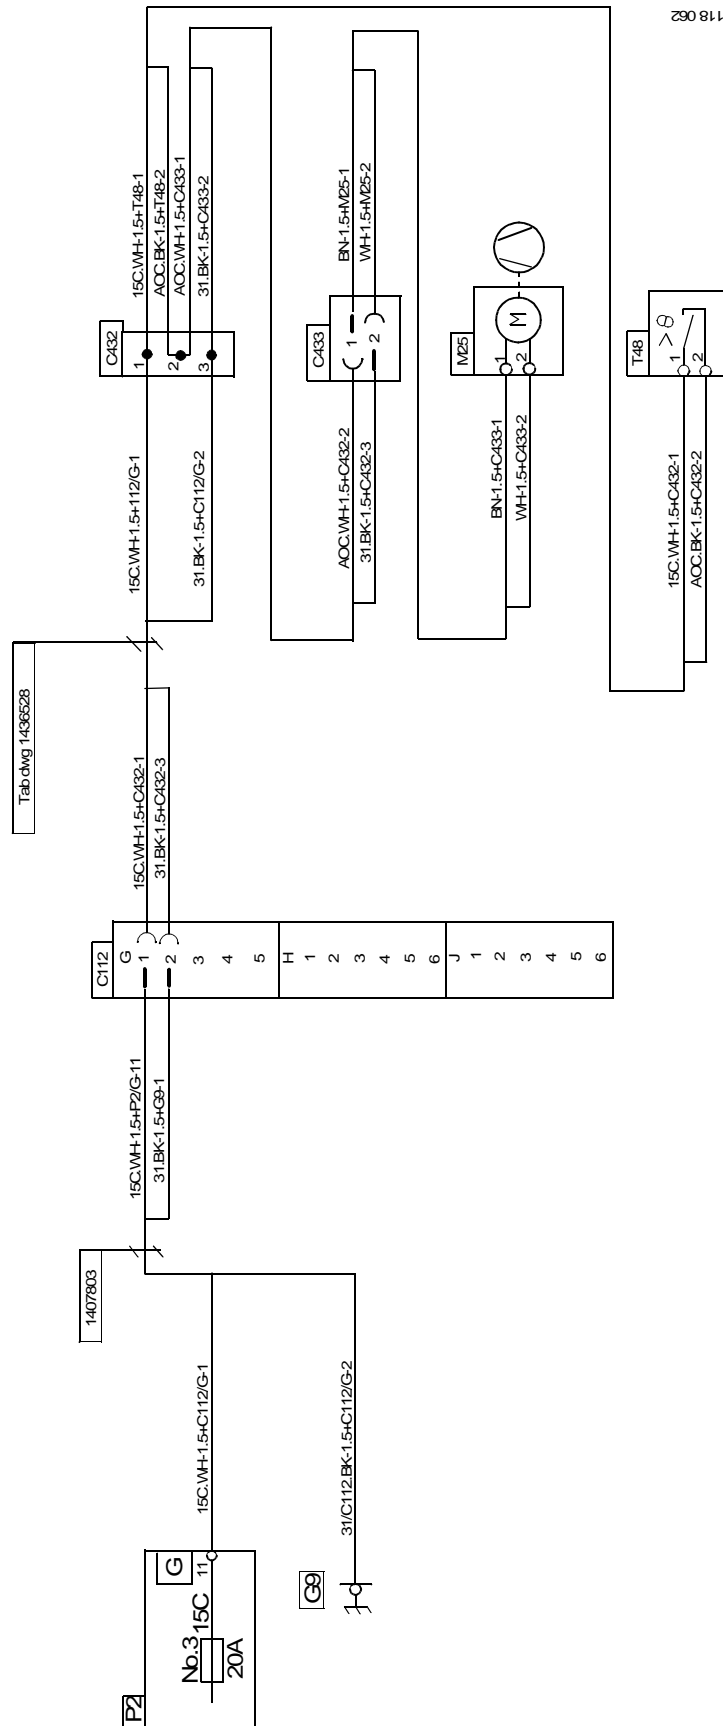 118 062
15C.WH-1.5+T48-1
AOC.BK-1.5+T48-2
AOC.WH-1.5+C433-1
31.BK-1.5+C433-2
C432
1
2
3
15C.WH-1.5+112/G-1
31.BK-1.5+C112/G-2
BN-1.5+M25-1
WH-1.5+M25-2
C433
1
2
AOC.WH-1.5+C432-2
31.BK-1.5+C432-3
M25
M
1
2
BN-1.5+C433-1
WH-1.5+C433-2
T48
>θ
1
2
15C.WH-1.5+C432-1
AOC.BK-1.5+C432-2
Tab dwg 1436528
15C.WH-1.5+C432-1
31.BK-1.5+C432-3
C112
G
1
2
3
4
5
H
1
2
3
4
5
6
J
1
2
3
4
5
6
15C.WH-1.5+P2/G-11
31.BK-1.5+G9-1
1407803
15C.WH-1.5+C112/G-1
31/C112.BK-1.5+C112/G-2
P2
G
11
No.3
15C
20A
G9